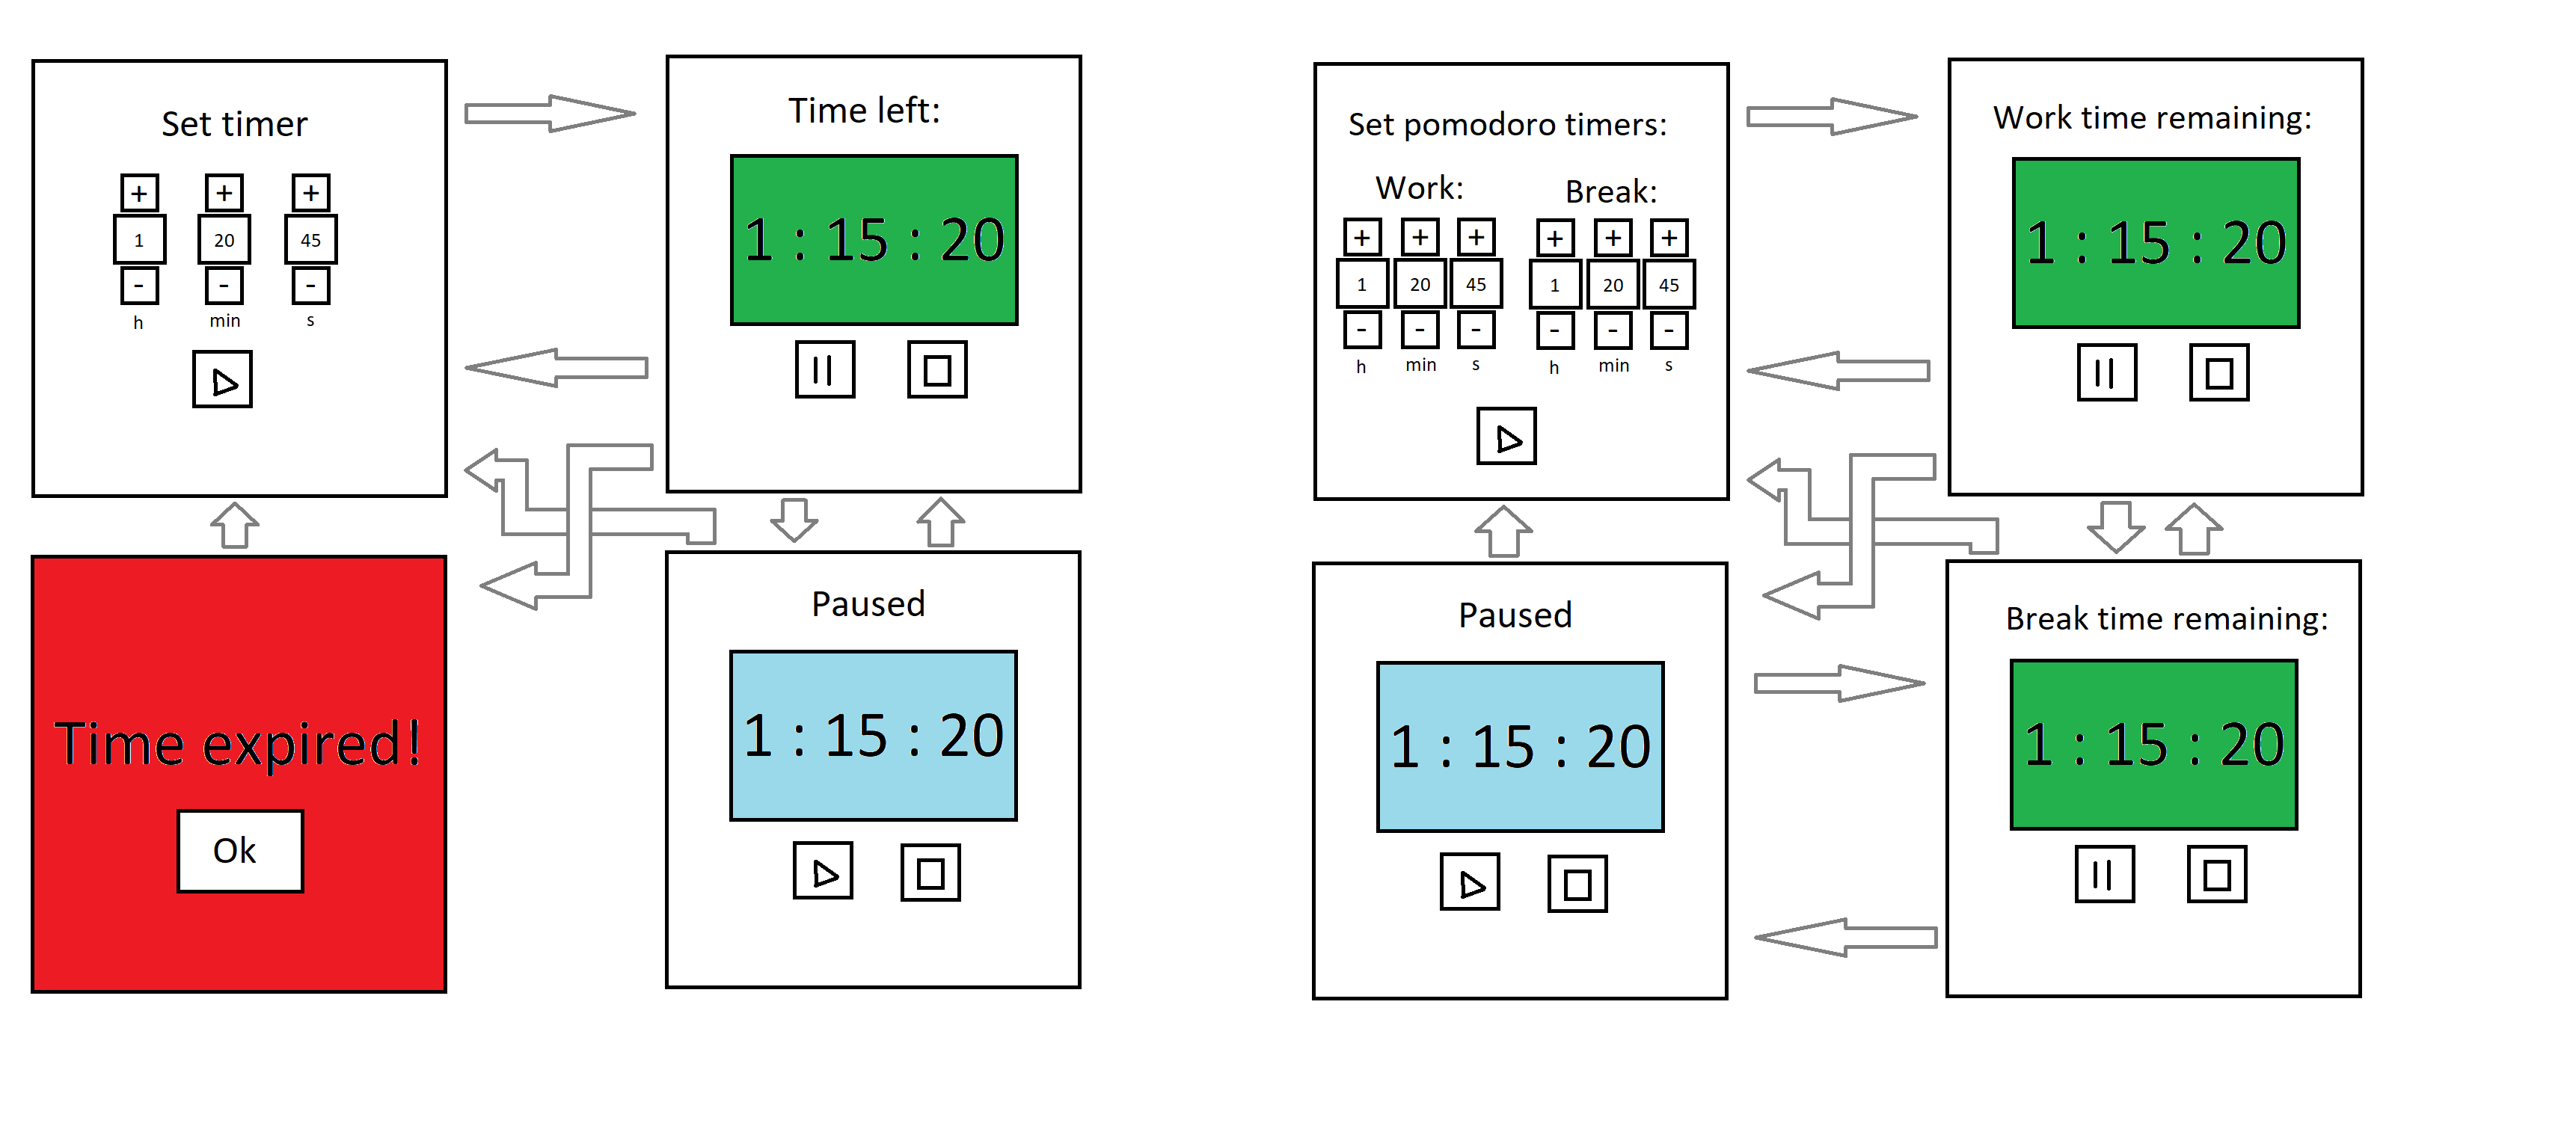 Set timer
+ + +
1 20 45
- - -
h min s
Time left:
1 : 15 : 20
Time expired!
Ok
Paused
1 : 15 : 20
Set pomodoro timers:
Work: Break:
+ + + + + +
1 20 45 1 20 45
- - - - - -
h min s h min s
Work time remaining:
1 : 15 : 20
Paused
1 : 15 : 20
Break time remaining:
1 : 15 : 20